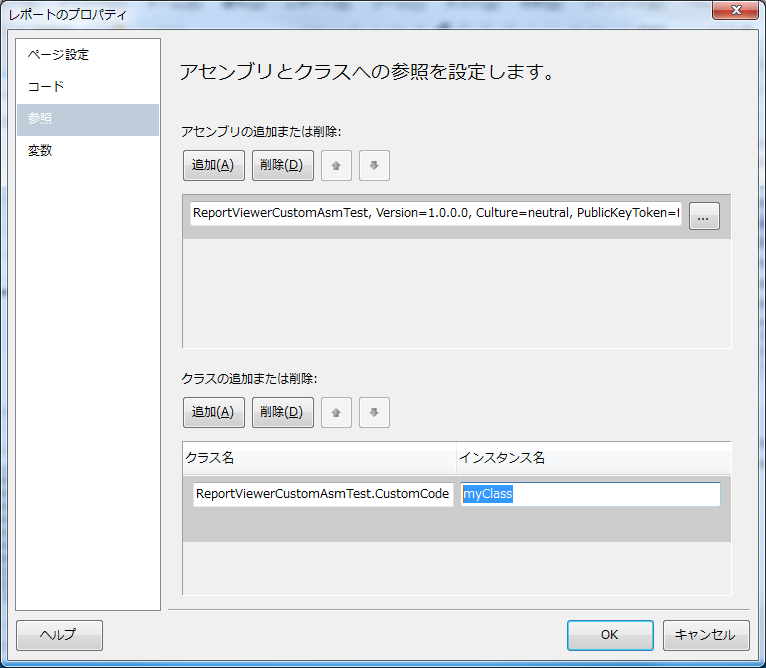 レポートのプロパティ
ページ設定
コード
参照
変数
アセンブリとクラスへの参照を設定します。
アセンブリの追加または削除:
追加(A) 削除(D)
ReportViewerCustomAsmTest, Version=1.0.0.0, Culture=neutral, PublicKeyToken=f ...
クラスの追加または削除:
追加(A) 削除(D)
クラス名 インスタンス名
ReportViewerCustomAsmTest.CustomCode myClass
ヘルプ OK キャンセル